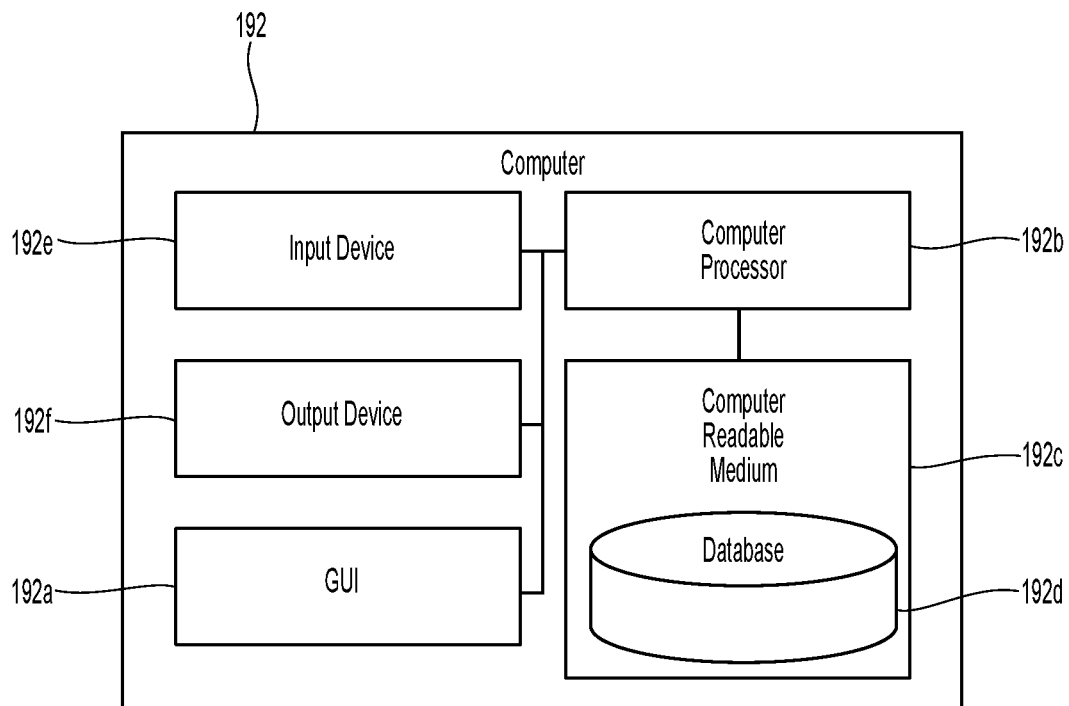 192
Computer
192e
Input Device
Computer
Processor
192b
192f
Output Device
Computer
Readable
Medium
192c
192a
GUI
Database
192d